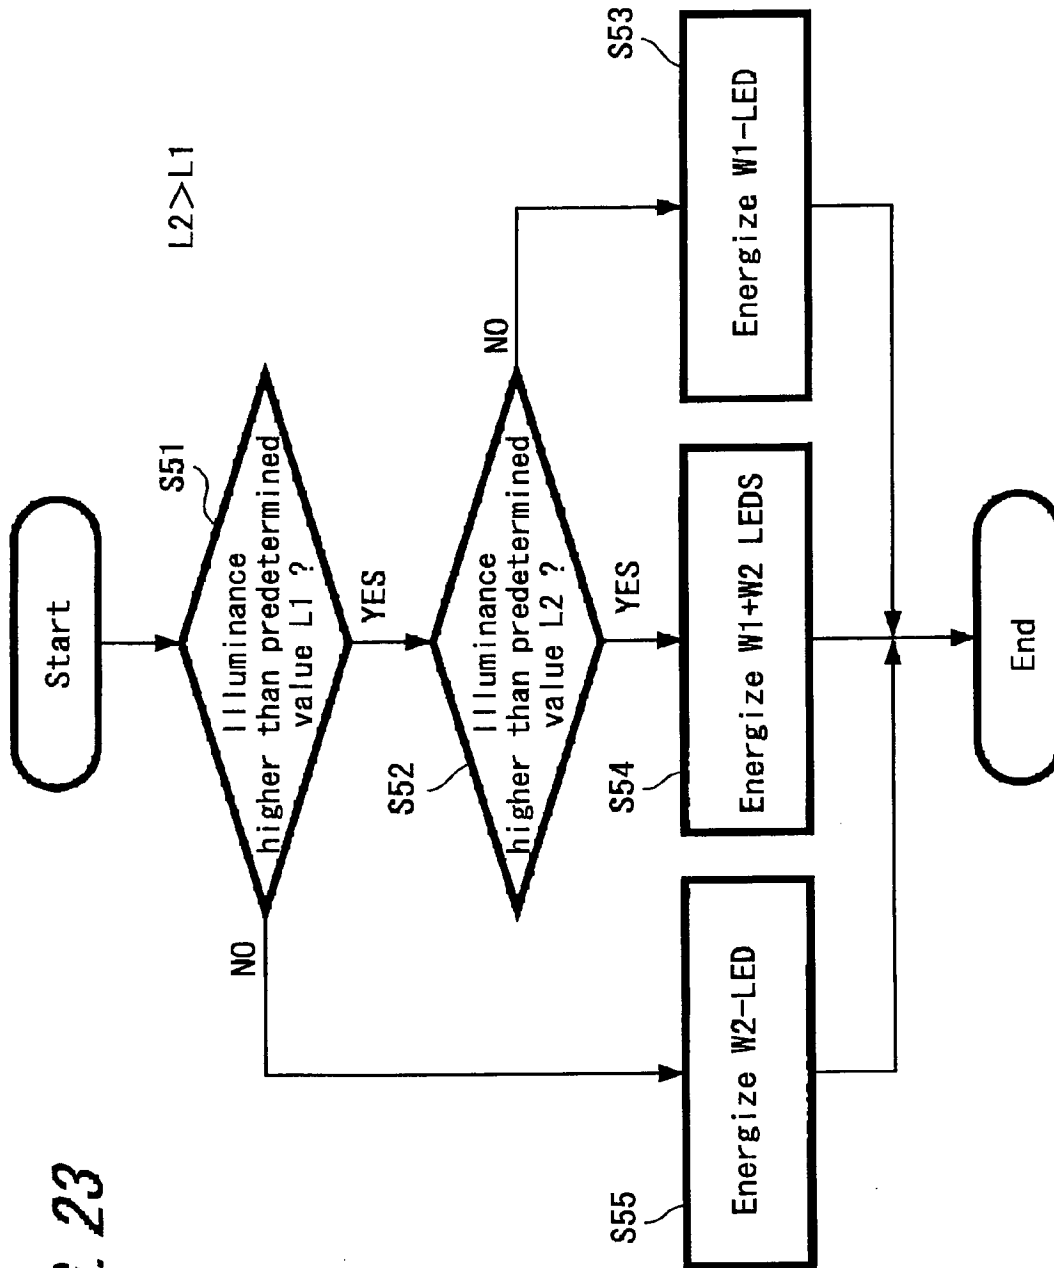 23
Start
S51
L2>L1
Illuminance
higher than predetermined
value L1 ?
NO
YES
S52
Illuminance
higher than predetermined
value L2 ?
NO
YES
S55
Energize W2-LED
S54
Energize W1+W2 LEDS
S53
Energize W1-LED
End